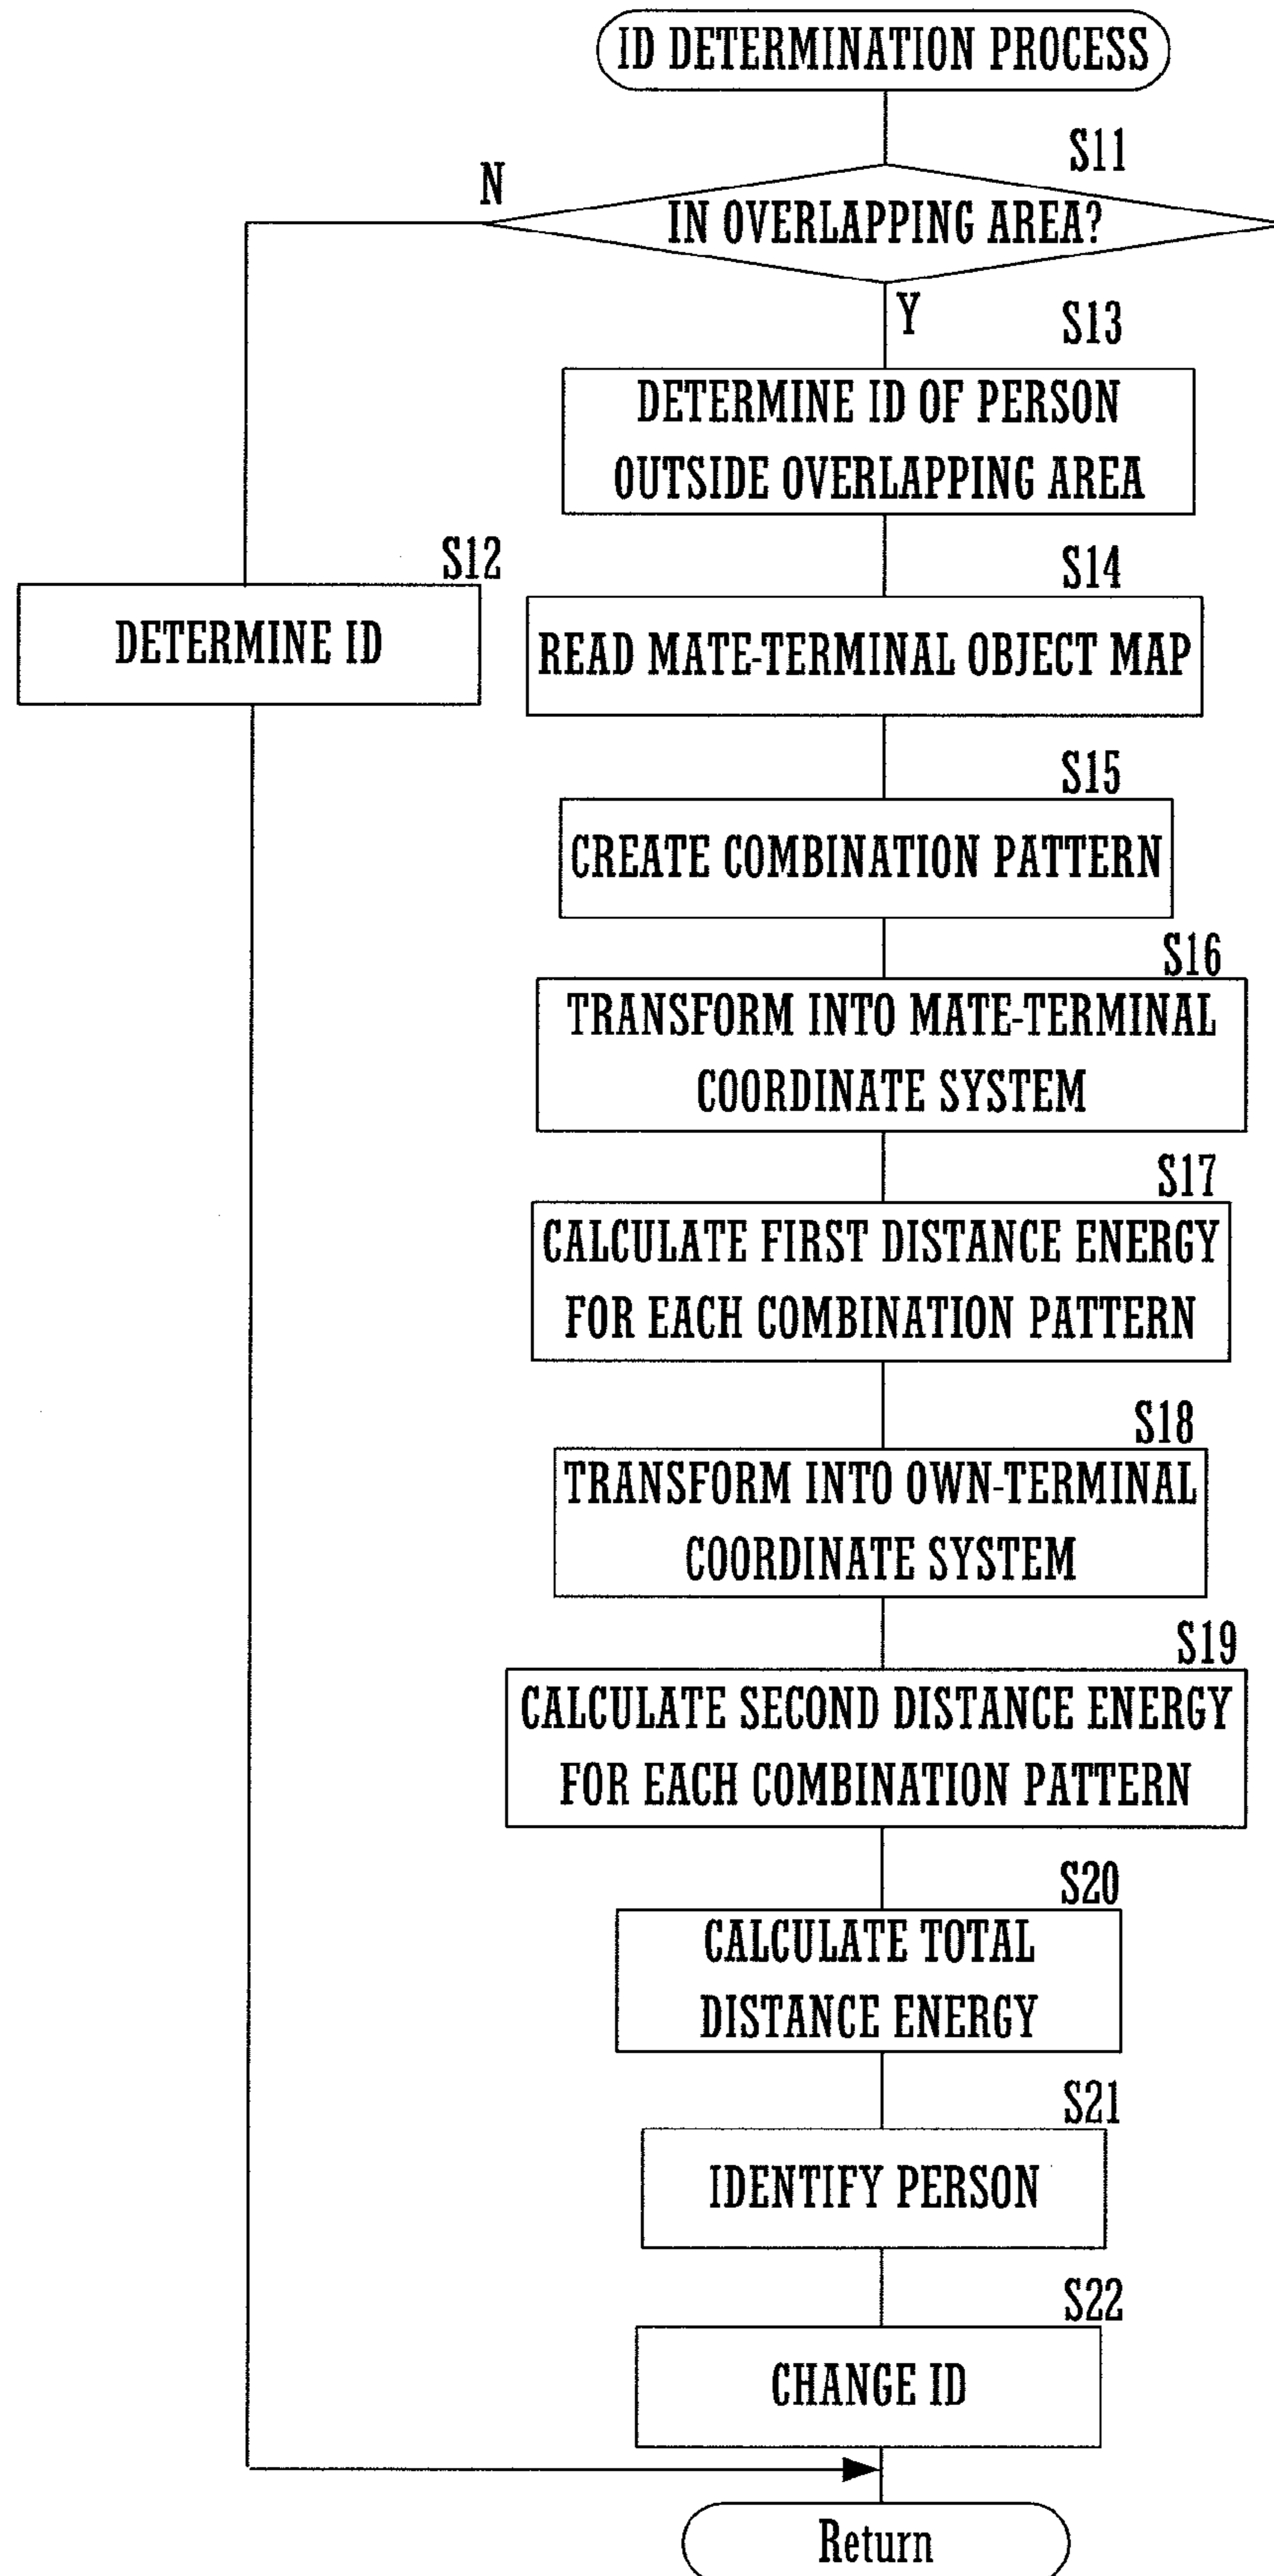 ID DETERMINATION PROCESS
S11
N
IN OVERLAPPING AREA?
Y
S13
DETERMINE ID OF PERSON
OUTSIDE OVERLAPPING AREA
S12
DETERMINE ID
S14
READ MATE-TERMINAL OBJECT MAP
S15
CREATE COMBINATION PATTERN
S16
TRANSFORM INTO MATE-TERMINAL
COORDINATE SYSTEM
S17
CALCULATE FIRST DISTANCE ENERGY
FOR EACH COMBINATION PATTERN
S18
TRANSFORM INTO OWN-TERMINAL
COORDINATE SYSTEM
S19
CALCULATE SECOND DISTANCE ENERGY
FOR EACH COMBINATION PATTERN
S20
CALCULATE TOTAL
DISTANCE ENERGY
S21
IDENTIFY PERSON
S22
CHANGE ID
Return